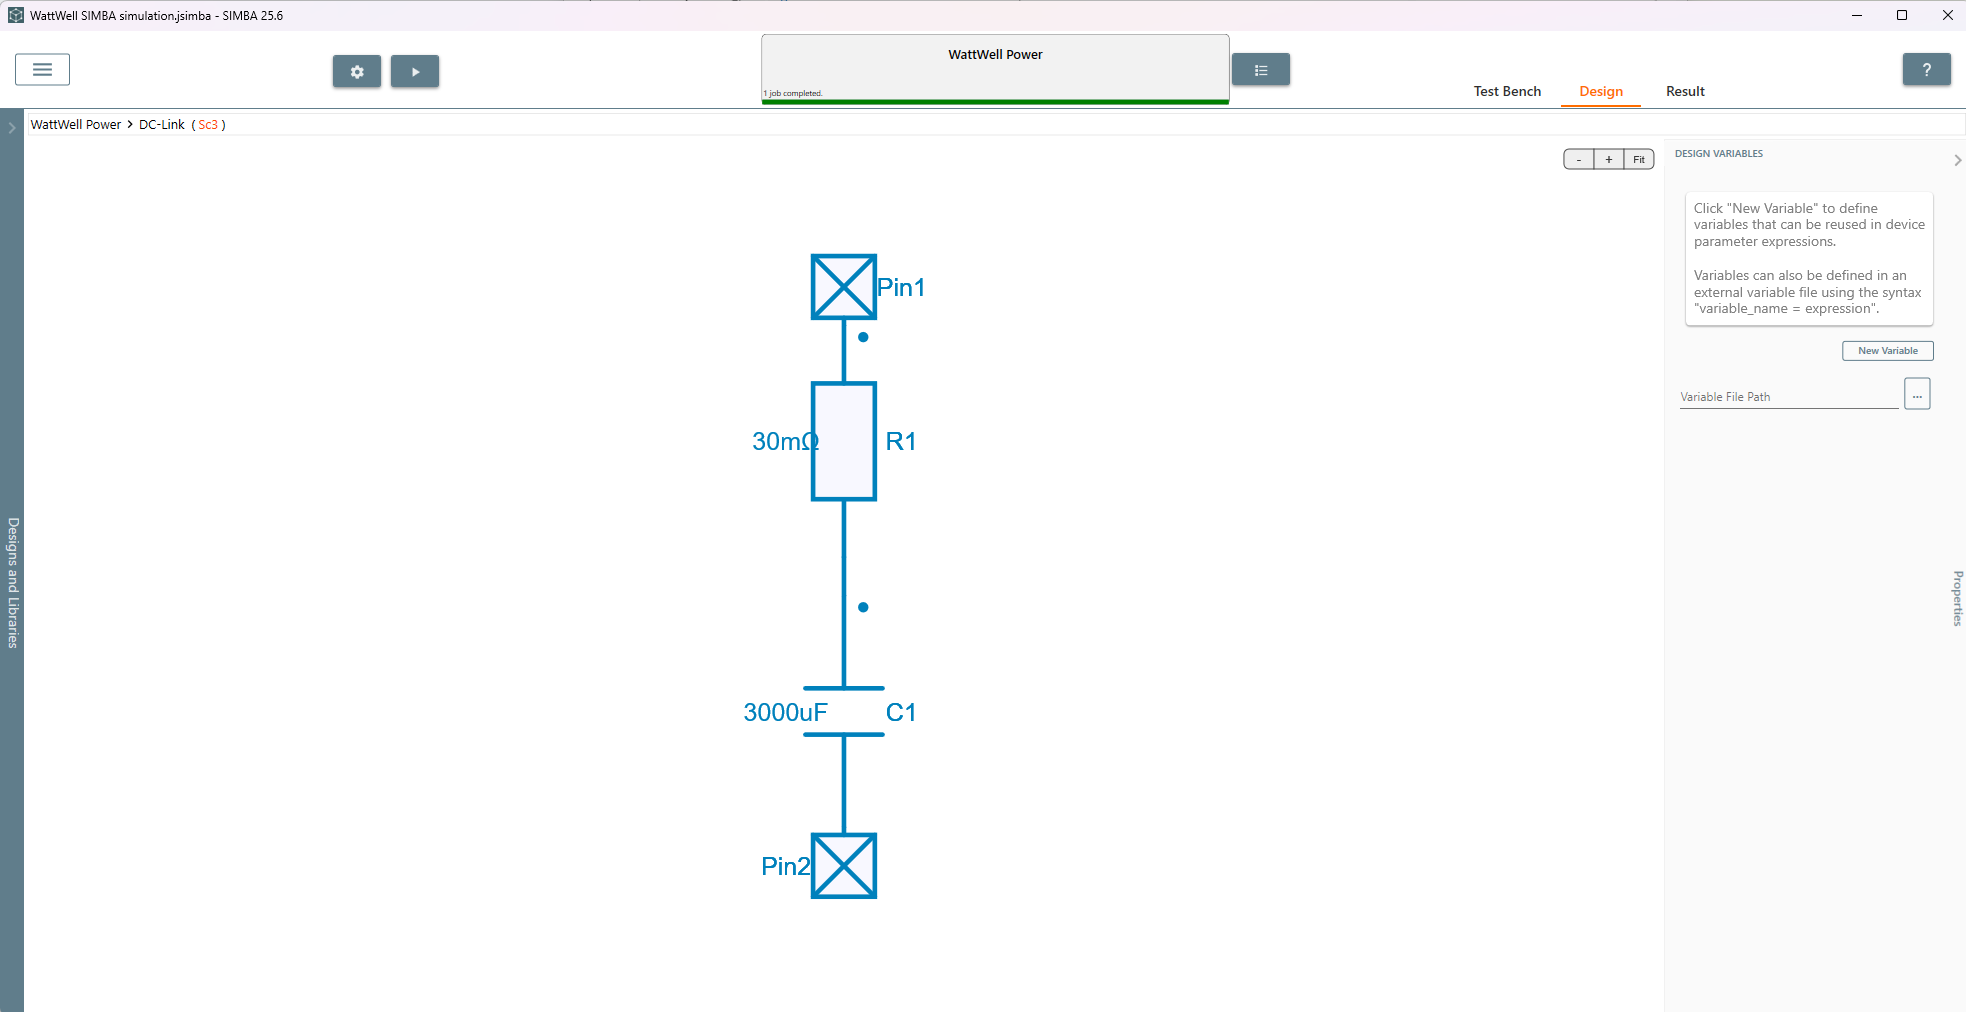 WattWell SIMBA simulation.jsimba - SIMBA 25.6
WattWell Power
1 job completed.
?
Test Bench
Design
Result
WattWell Power > DC-Link ( Sc3 )
- + Fit
DESIGN VARIABLES
Click "New Variable" to define
variables that can be reused in device
parameter expressions.
Variables can also be defined in an
external variable file using the syntax
"variable_name = expression".
New Variable
Variable File Path
...
Designs and Libraries
Properties
Pin1
30mΩ
R1
3000uF
C1
Pin2